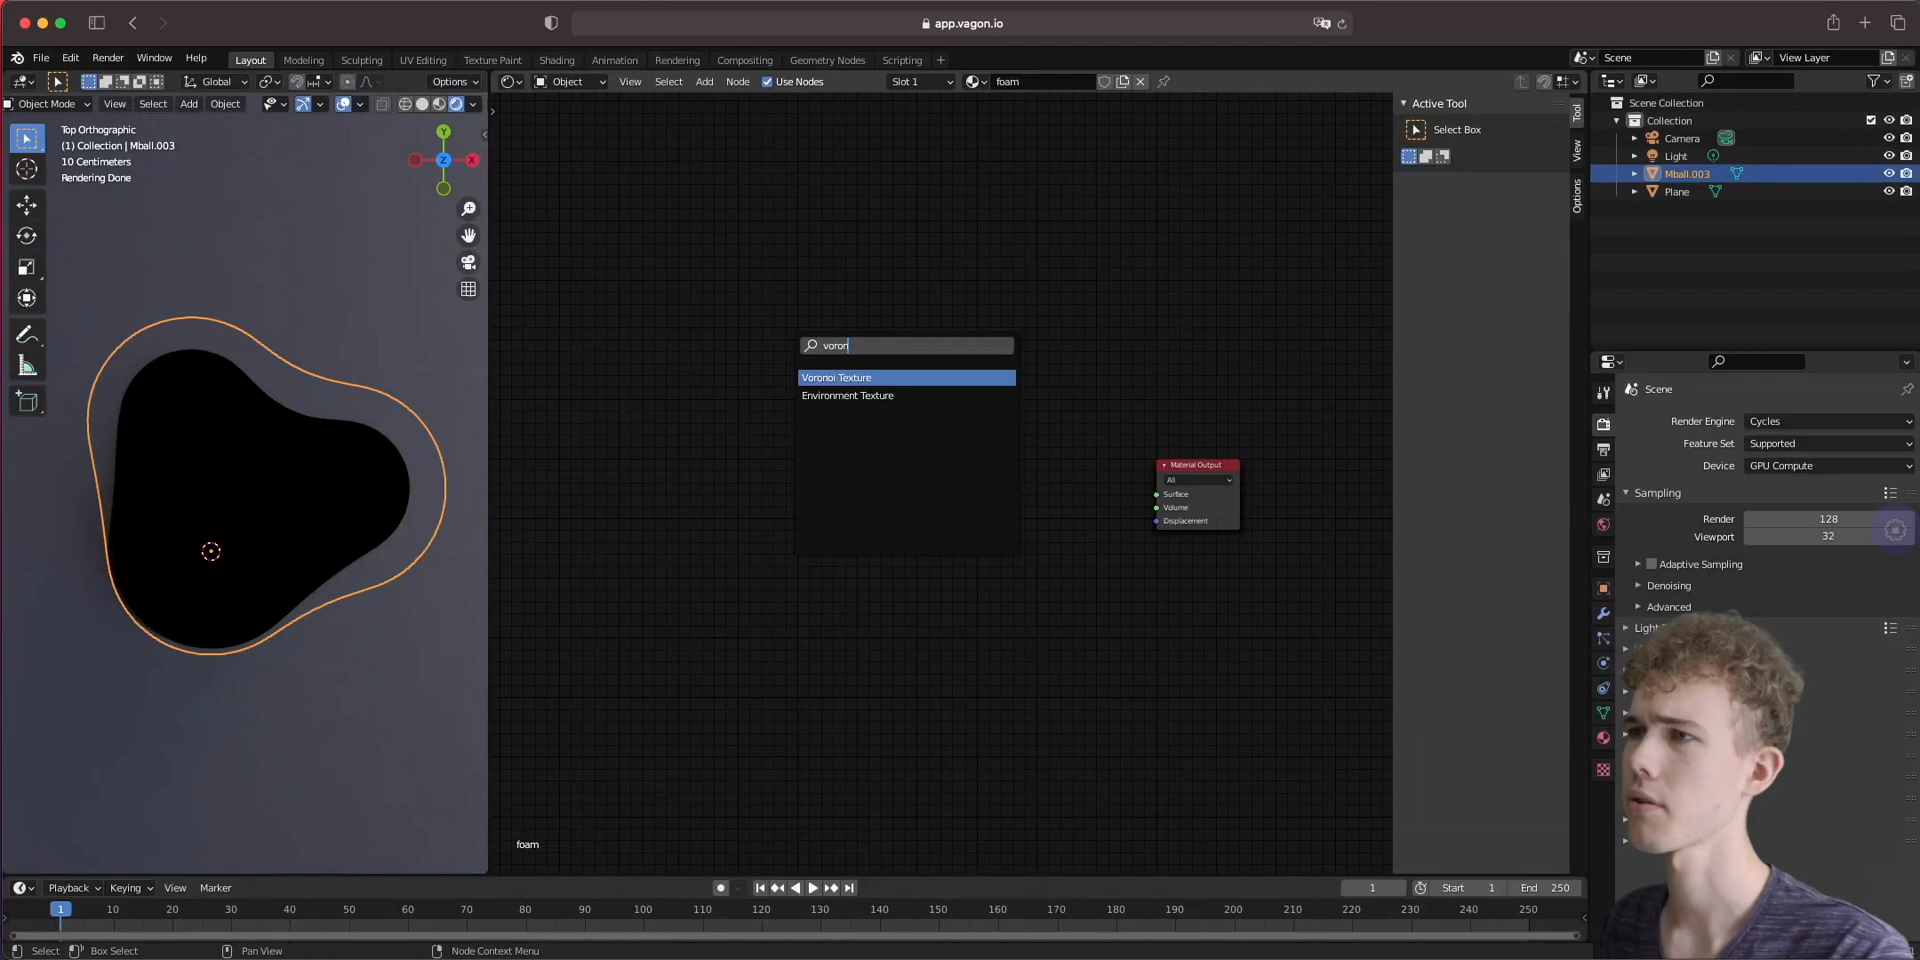 app.vagon.io
File Edit Render Window Help Layout Modeling Sculpting UV Editing Texture Paint Shading Animation Rendering Compositing Geometry Nodes Scripting + Scene View Layer
Global Options Object View Select Add Node Use Nodes Slot 1 foam
Object Mode View Select Add Object
Top Orthographic
(1) Collection | Mball.003
10 Centimeters
Rendering Done
Y
Z
X
voron
Voronoi Texture
Environment Texture
Material Output
All
Surface
Volume
Displacement
foam
Active Tool
Select Box
Tool
View
Options
Scene Collection
Collection
Camera
Light
Mball.003
Plane
Scene
Render Engine Cycles
Feature Set Supported
Device GPU Compute
Sampling
Render 128
Viewport 32
Adaptive Sampling
Denoising
Advanced
Playback Keying View Marker 1 Start 1 End 250
1 10 20 30 40 50 60 70 80 90 100 110 120 130 140 150 160 170 180 190 200 210 220 230 240 250
Select Box Select Pan View Node Context Menu